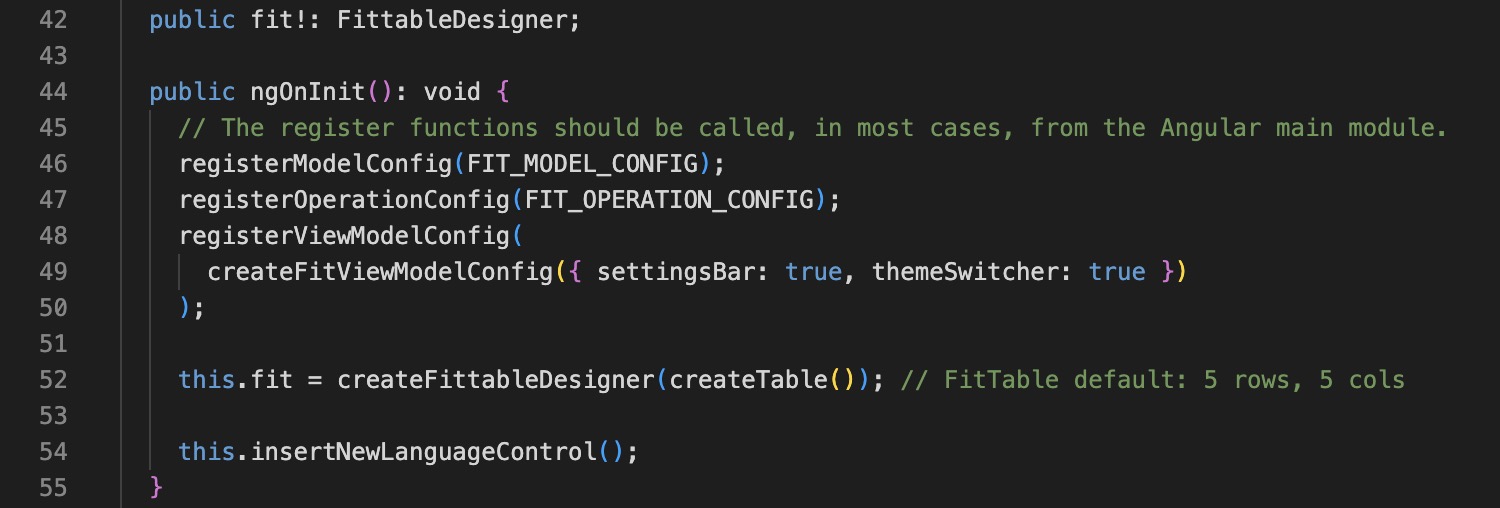 42 public fit!: FittableDesigner;
43
44 public ngOnInit(): void {
45 // The register functions should be called, in most cases, from the Angular main module.
46 registerModelConfig(FIT_MODEL_CONFIG);
47 registerOperationConfig(FIT_OPERATION_CONFIG);
48 registerViewModelConfig(
49 createFitViewModelConfig({ settingsBar: true, themeSwitcher: true })
50 );
51
52 this.fit = createFittableDesigner(createTable()); // FitTable default: 5 rows, 5 cols
53
54 this.insertNewLanguageControl();
55 }